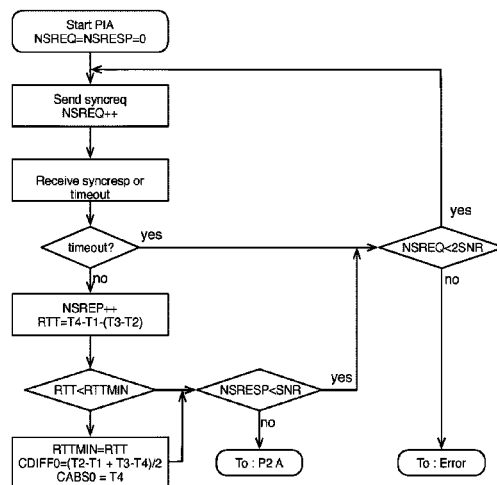 Start PIA
NSREQ=NSRESP=0
Send syncreq
NSREQ++
Receive syncresp or
timeout
timeout?
yes
no
NSREQ<2SNR
yes
no
NSREP++
RTT=T4-T1-(T3-T2)
RTT<RTTMIN
NSRESP<SNR
yes
no
RTTMIN=RTT
CDIFF0=(T2-T1 + T3-T4)/2
CABS0 = T4
To : P2 A
To : Error